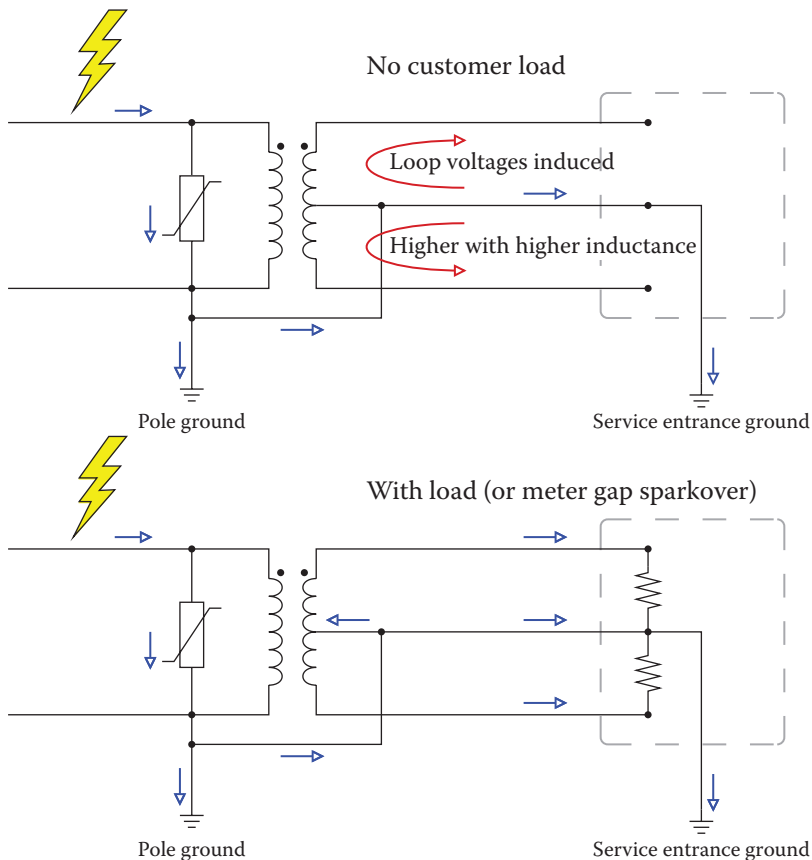 No customer load
Loop voltages induced
Higher with higher inductance
Pole ground
Service entrance ground
With load (or meter gap sparkover)
Pole ground
Service entrance ground